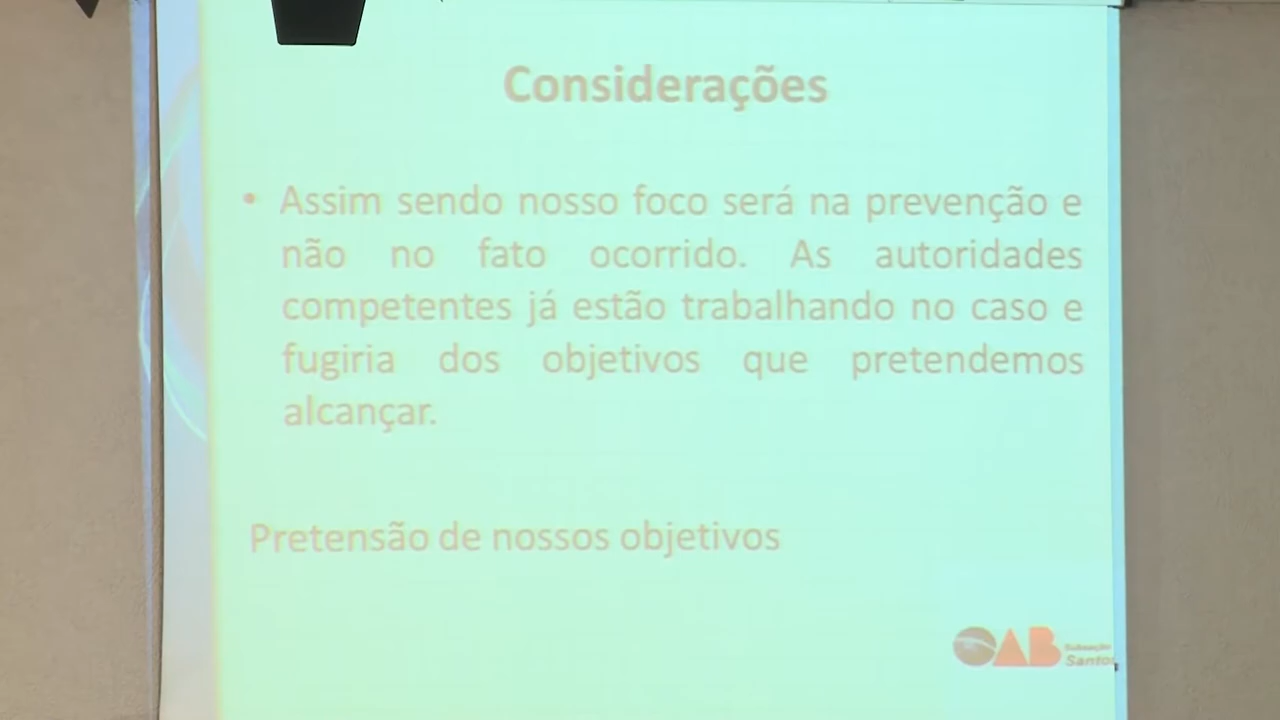 Considerações
• Assim sendo nosso foco será na prevenção e
não no fato ocorrido. As autoridades
competentes já estão trabalhando no caso e
fugiria dos objetivos que pretendemos
alcançar.
Pretensão de nossos objetivos
OAB
Subseção
Santos